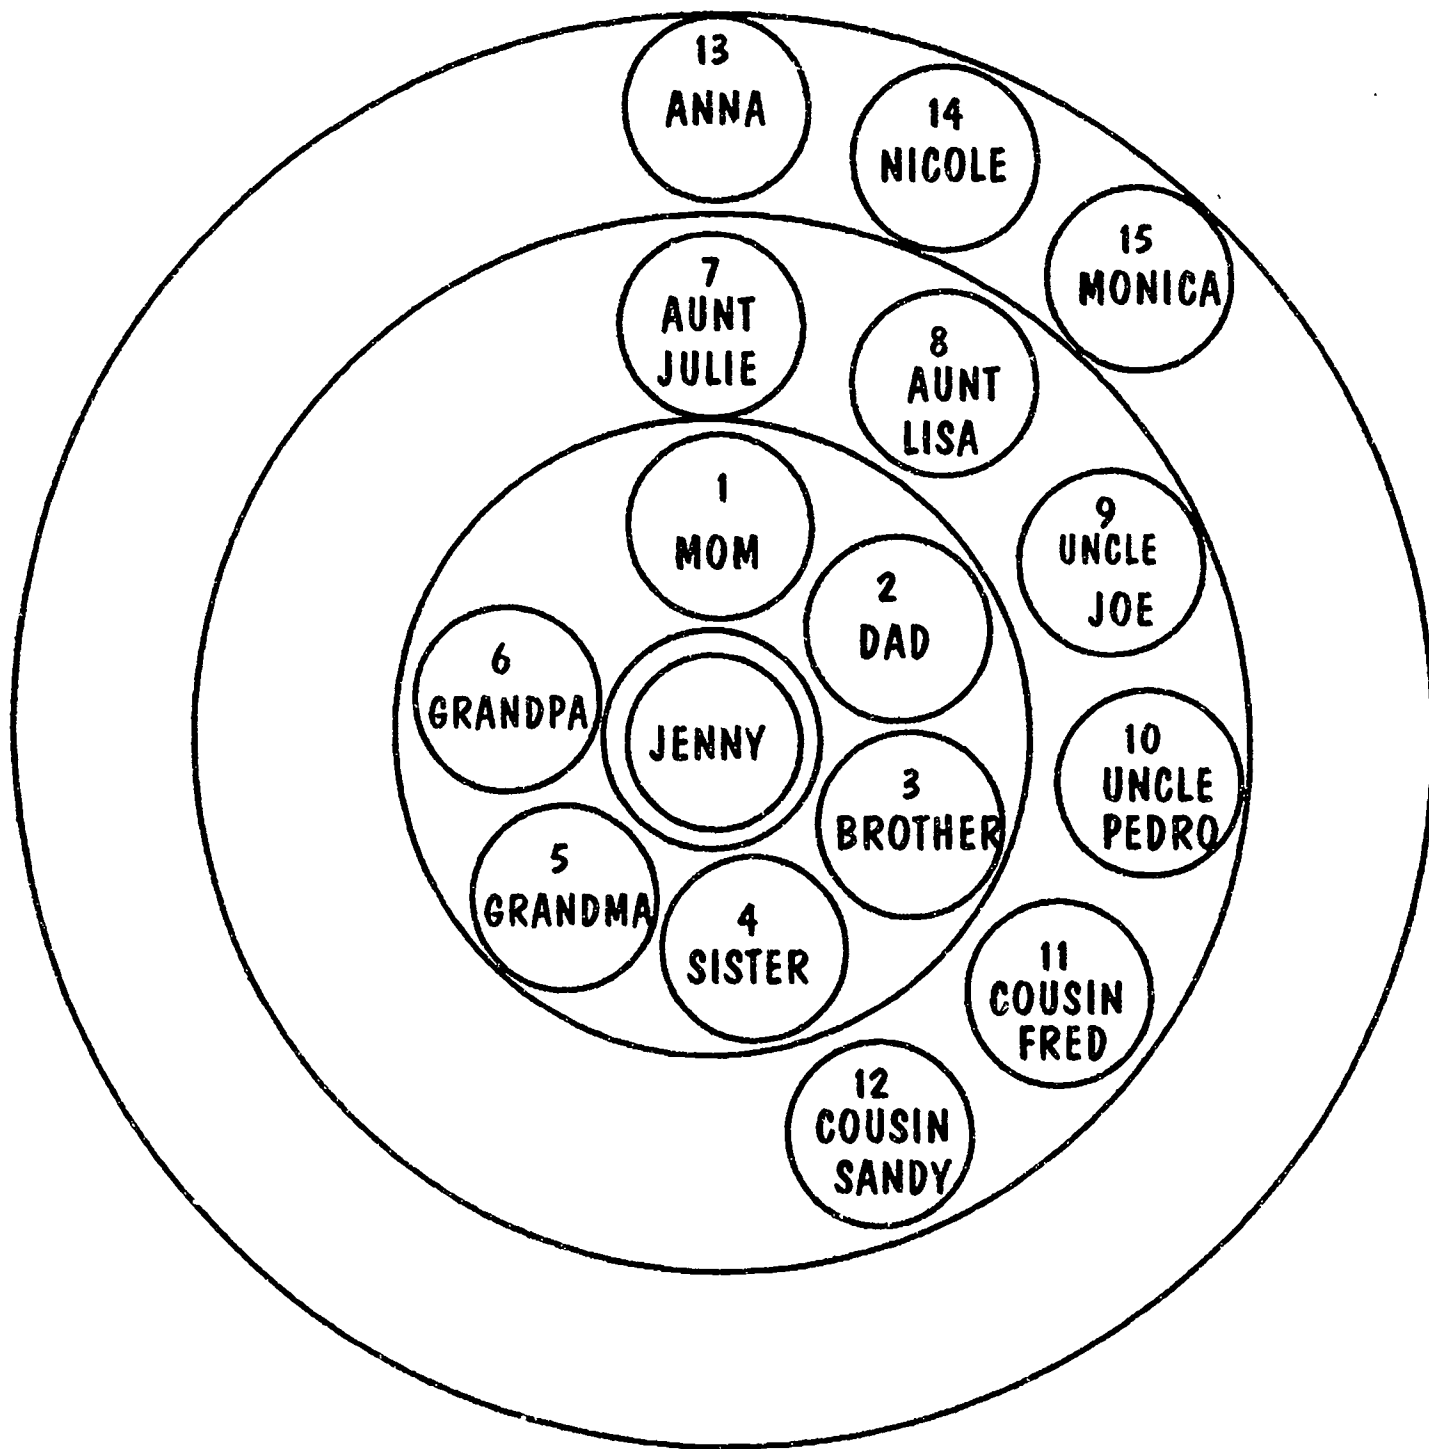 13
ANNA
14
NICOLE
15
MONICA
7
AUNT
JULIE
8
AUNT
LISA
9
UNCLE
JOE
10
UNCLE
PEDRO
11
COUSIN
FRED
12
COUSIN
SANDY
1
MOM
2
DAD
3
BROTHER
4
SISTER
5
GRANDMA
6
GRANDPA
JENNY